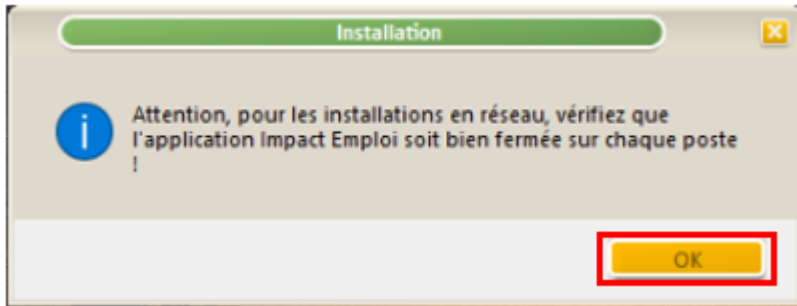 Installation
Attention, pour les installations en réseau, vérifiez que
l'application Impact Emploi soit bien fermée sur chaque poste
!
OK